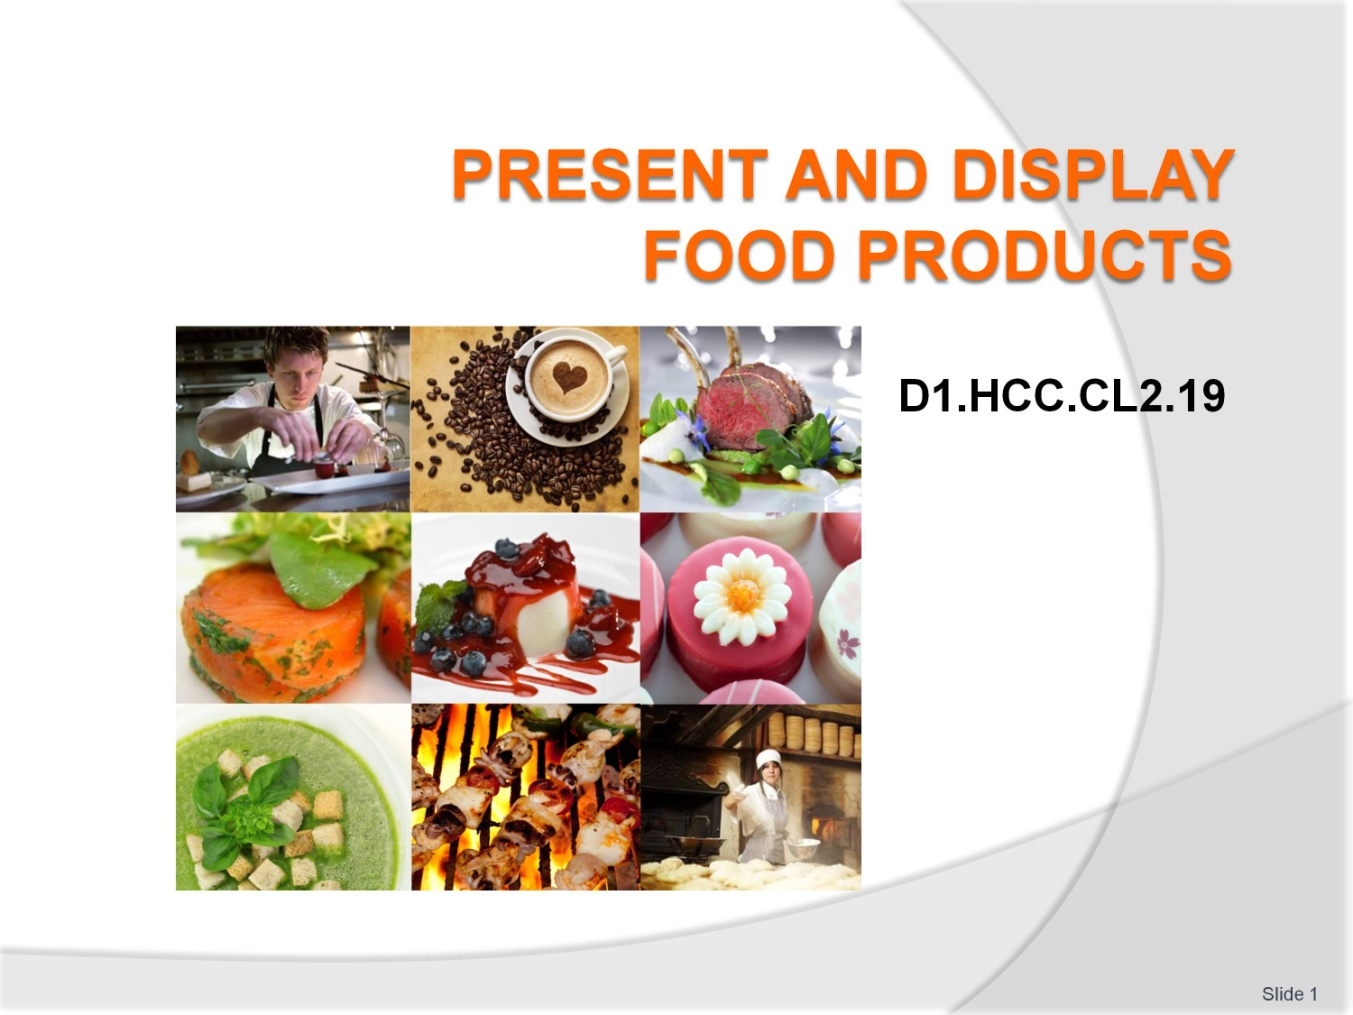 PRESENT AND DISPLAY
FOOD PRODUCTS
D1.HCC.CL2.19
Slide 1